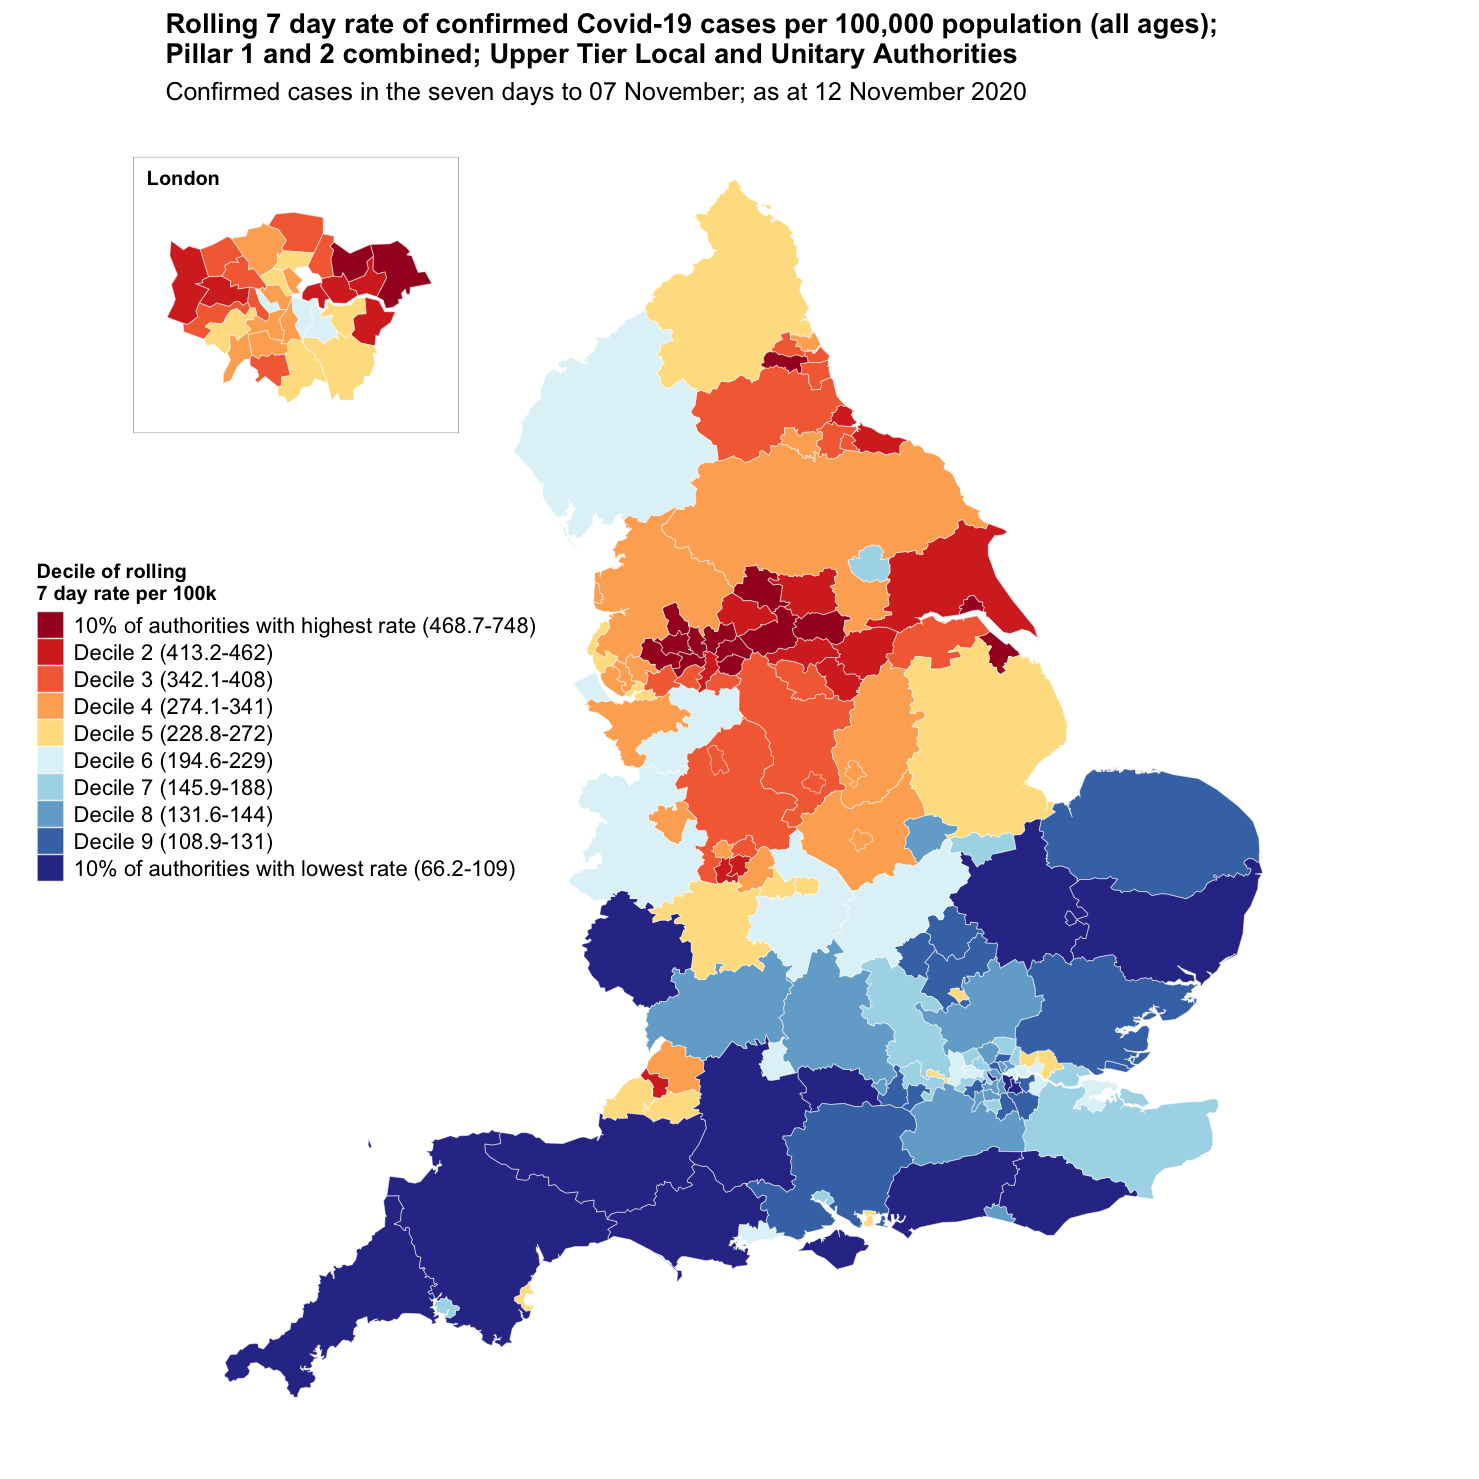 Rolling 7 day rate of confirmed Covid-19 cases per 100,000 population (all ages);
Pillar 1 and 2 combined; Upper Tier Local and Unitary Authorities
Confirmed cases in the seven days to 07 November; as at 12 November 2020
London
Decile of rolling
7 day rate per 100k
10% of authorities with highest rate (468.7-748)
Decile 2 (413.2-462)
Decile 3 (342.1-408)
Decile 4 (274.1-341)
Decile 5 (228.8-272)
Decile 6 (194.6-229)
Decile 7 (145.9-188)
Decile 8 (131.6-144)
Decile 9 (108.9-131)
10% of authorities with lowest rate (66.2-109)